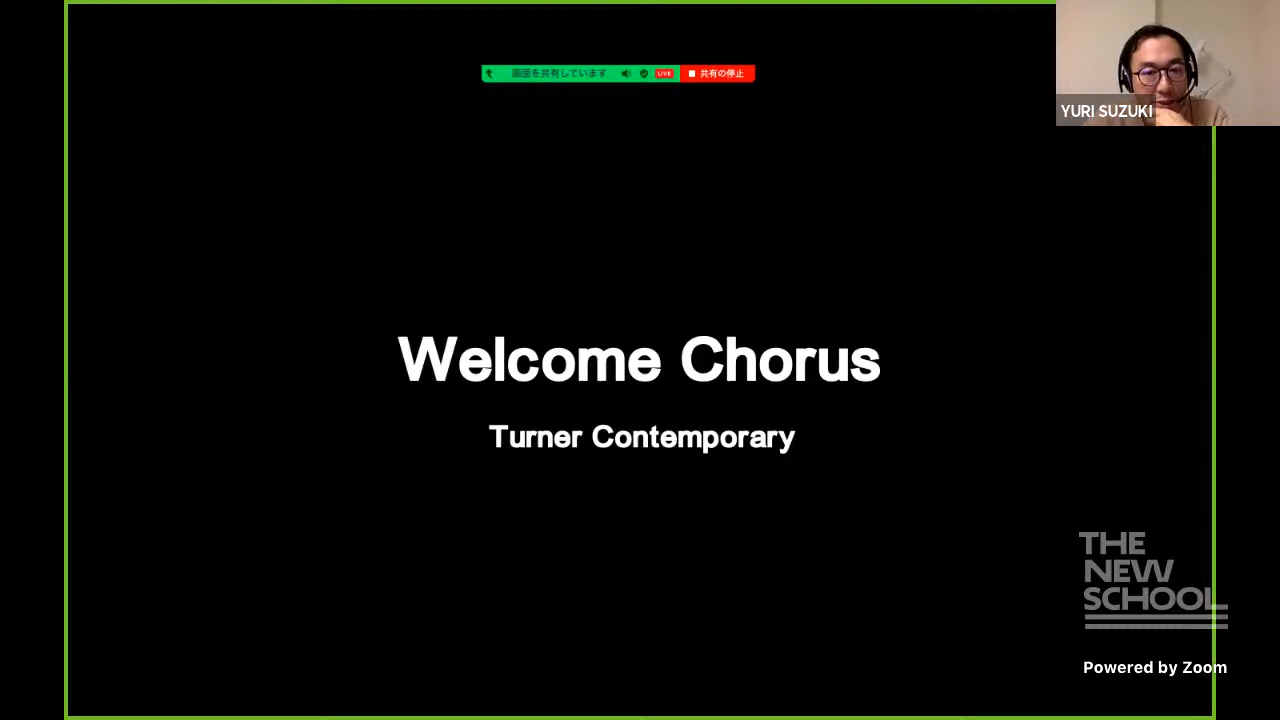 画面を共有しています LIVE 共有の停止
YURI SUZUKI
Welcome Chorus
Turner Contemporary
THE
NEW
SCHOOL
Powered by Zoom